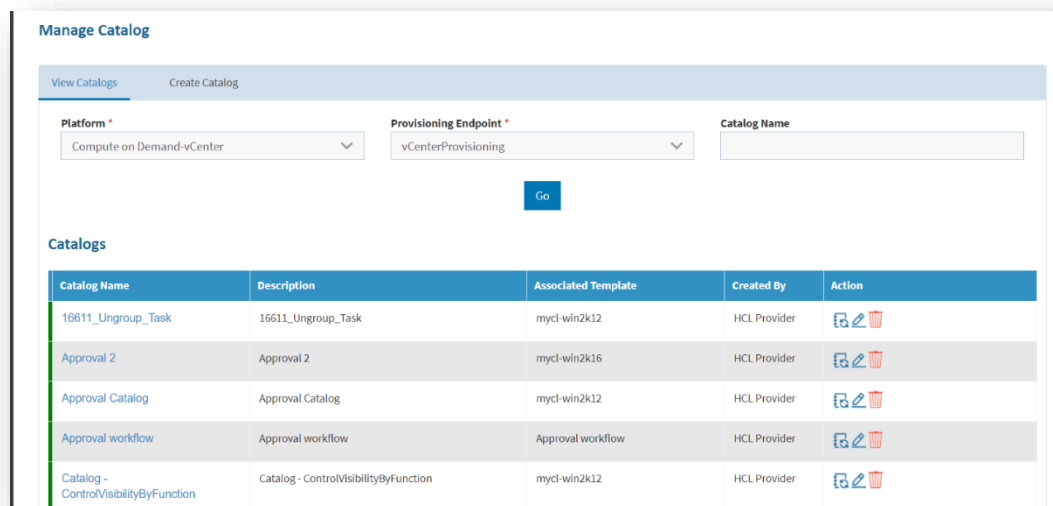 Manage Catalog
View Catalogs Create Catalog
Platform * Provisioning Endpoint * Catalog Name
Compute on Demand-vCenter vCenterProvisioning
Go
Catalogs
Catalog Name Description Associated Template Created By Action
16611_Ungroup_Task 16611_Ungroup_Task mycl-win2k12 HCL Provider
Approval 2 Approval 2 mycl-win2k16 HCL Provider
Approval Catalog Approval Catalog mycl-win2k12 HCL Provider
Approval workflow Approval workflow Approval workflow HCL Provider
Catalog - Catalog - ControlVisibilityByFunction mycl-win2k12 HCL Provider
ControlVisibilityByFunction